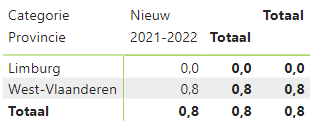 Categorie Nieuw Totaal
Provincie 2021-2022 Totaal
Limburg 0,0 0,0 0,0
West-Vlaanderen 0,8 0,8 0,8
Totaal 0,8 0,8 0,8